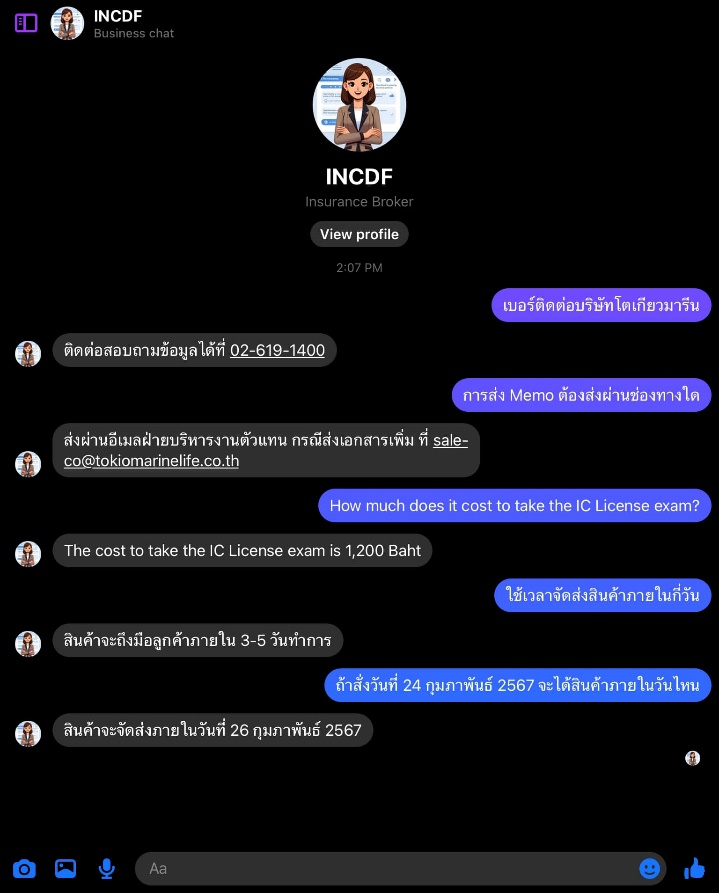 INCDF
Business chat
INCDF
Insurance Broker
View profile
2:07 PM
เบอร์ติดต่อบริษัทโตเกียวมารีน
ติดต่อสอบถามข้อมูลได้ที่ 02-619-1400
การส่ง Memo ต้องส่งผ่านช่องทางใด
ส่งผ่านอีเมลฝ่ายบริหารงานตัวแทน กรณีส่งเอกสารเพิ่ม ที่ sale-
co@tokiomarinelife.co.th
How much does it cost to take the IC License exam?
The cost to take the IC License exam is 1,200 Baht
ใช้เวลาจัดส่งสินค้าภายในกี่วัน
สินค้าจะถึงมือลูกค้าภายใน 3-5 วันทำการ
ถ้าสั่งวันที่ 24 กุมภาพันธ์ 2567 จะได้สินค้าภายในวันไหน
สินค้าจะจัดส่งภายในวันที่ 26 กุมภาพันธ์ 2567
Aa